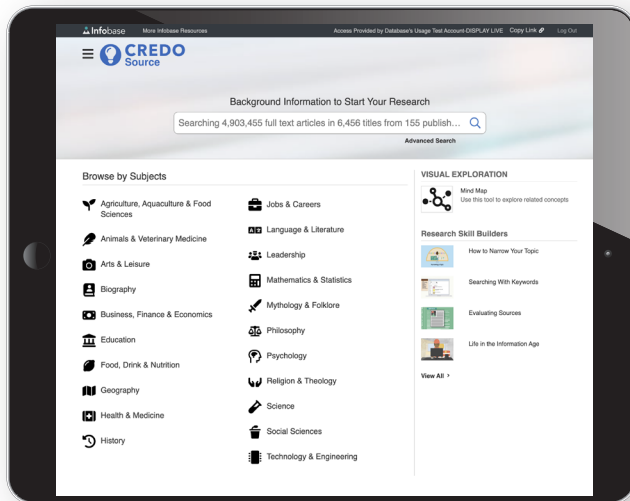 Infobase
More Infobase Resources
Access Provided by Database's Usage Test Account-DISPLAY LIVE
Copy Link
Log Out
CREDO
Source
Background Information to Start Your Research
Searching 4,903,455 full text articles in 6,456 titles from 155 publish...
Advanced Search
Browse by Subjects
Agriculture, Aquaculture & Food
Sciences
Animals & Veterinary Medicine
Arts & Leisure
Biography
Business, Finance & Economics
Education
Food, Drink & Nutrition
Geography
Health & Medicine
History
Jobs & Careers
Language & Literature
Leadership
Mathematics & Statistics
Mythology & Folklore
Philosophy
Psychology
Religion & Theology
Science
Social Sciences
Technology & Engineering
VISUAL EXPLORATION
Mind Map
Use this tool to explore related concepts
Research Skill Builders
How to Narrow Your Topic
Searching With Keywords
Evaluating Sources
Life in the Information Age
View All >